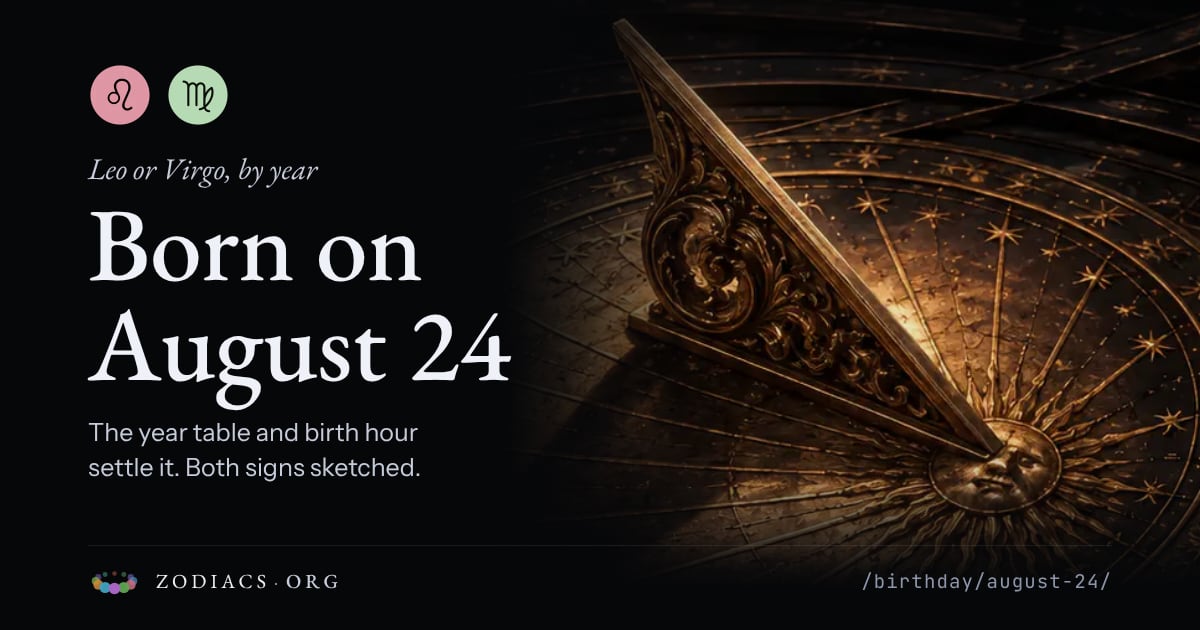 ♌︎ ♍︎
Leo or Virgo, by year
Born on
August 24
The year table and birth hour
settle it. Both signs sketched.
ZODIACS·ORG
/birthday/august-24/